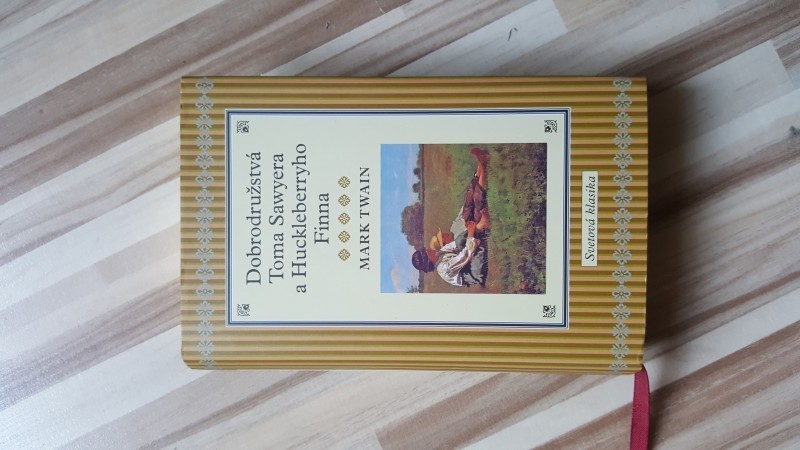 Dobrodružstvá
Toma Sawyera
a Huckleberryho
Finna
MARK TWAIN
Svetová klasika